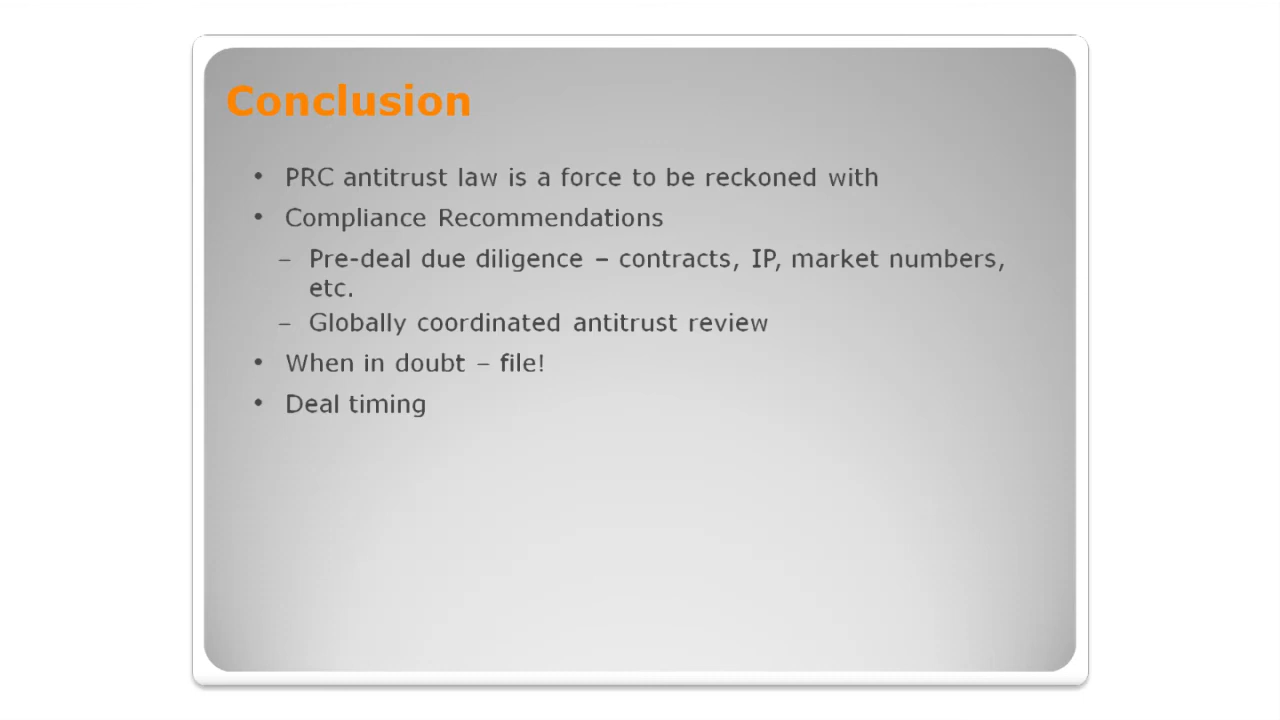 Conclusion
• PRC antitrust law is a force to be reckoned with
• Compliance Recommendations
– Pre-deal due diligence – contracts, IP, market numbers,
etc.
– Globally coordinated antitrust review
• When in doubt – file!
• Deal timing